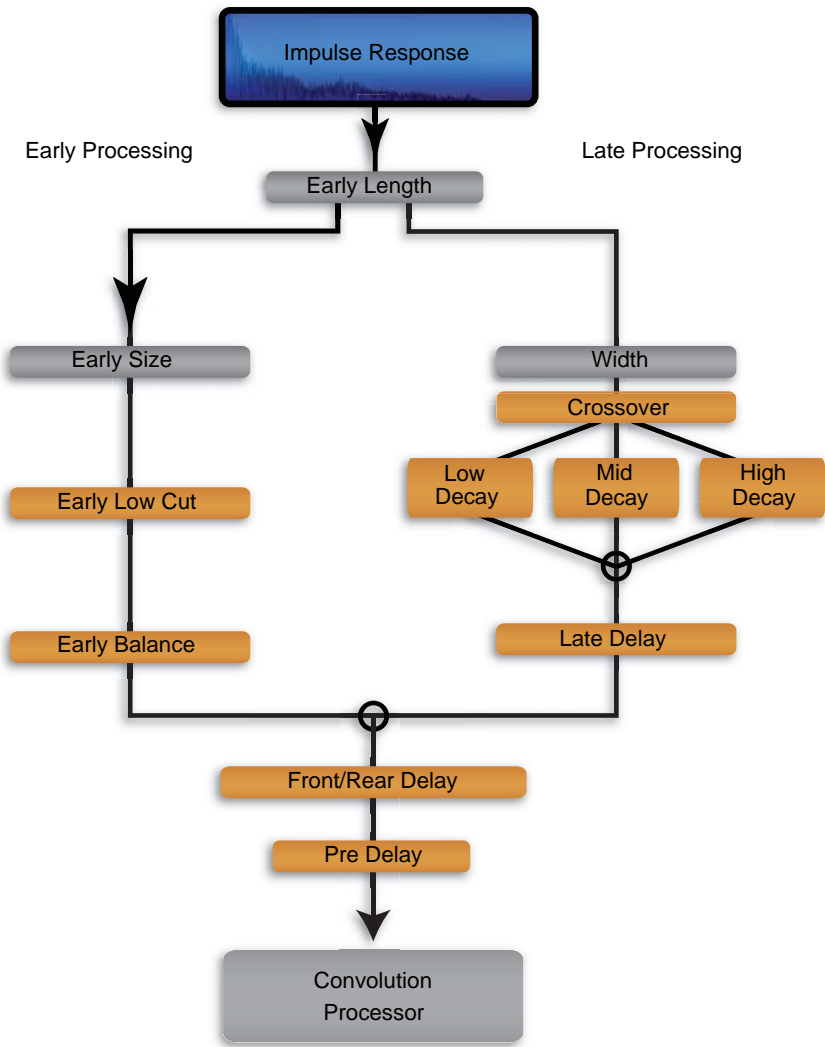 Impulse Response
Early Processing
Late Processing
Early Length
Early Size
Width
Crossover
Low
Decay
Mid
Decay
High
Decay
Early Low Cut
Early Balance
Late Delay
Front/Rear Delay
Pre Delay
Convolution
Processor